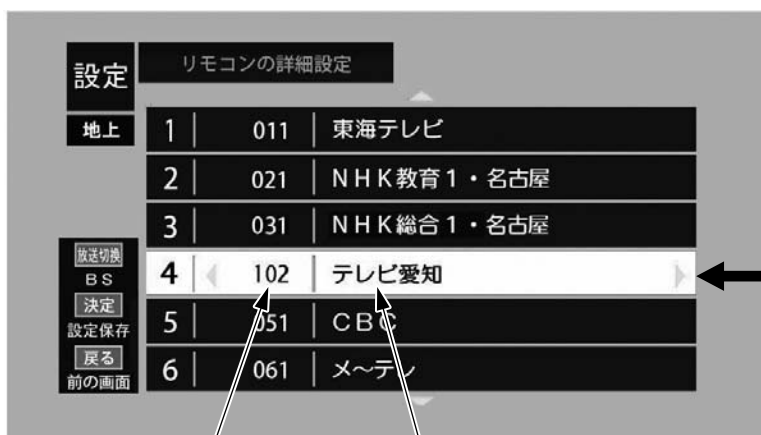 設定
リモコンの詳細設定
地上
1 011 東海テレビ
2 021 NHK教育1・名古屋
3 031 NHK総合1・名古屋
4 102 テレビ愛知
5 051 CBC
6 061 メ〜テレ
放送切換
BS
決定
設定保存
戻る
前の画面